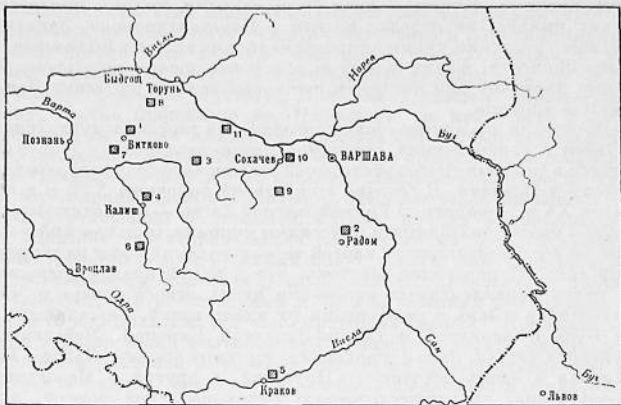 Висла
Быдгощ
Торунь
Нарев
8
Варта
11
Буг
1
Познань
Витково
7
3
Сохачев
10
ВАРШАВА
9
4
Калиш
2
Радом
6
Вроцлав
Одра
Висла
Сан
5
Краков
Буг
Львов